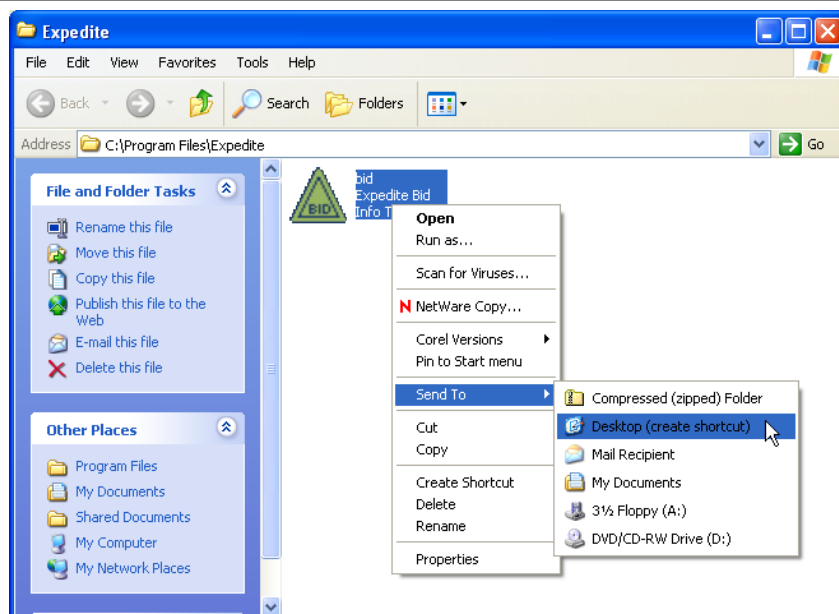 Expedite
File Edit View Favorites Tools Help
Back Search Folders
Address C:\Program Files\Expedite Go
File and Folder Tasks
Rename this file
Move this file
Copy this file
Publish this file to the
Web
E-mail this file
Delete this file
Other Places
Program Files
My Documents
Shared Documents
My Computer
My Network Places
BID
bid
Expedite Bid
Info T
Open
Run as...
Scan for Viruses...
N NetWare Copy...
Corel Versions
Pin to Start menu
Send To
Cut
Copy
Create Shortcut
Delete
Rename
Properties
Compressed (zipped) Folder
Desktop (create shortcut)
Mail Recipient
My Documents
3½ Floppy (A:)
DVD/CD-RW Drive (D:)